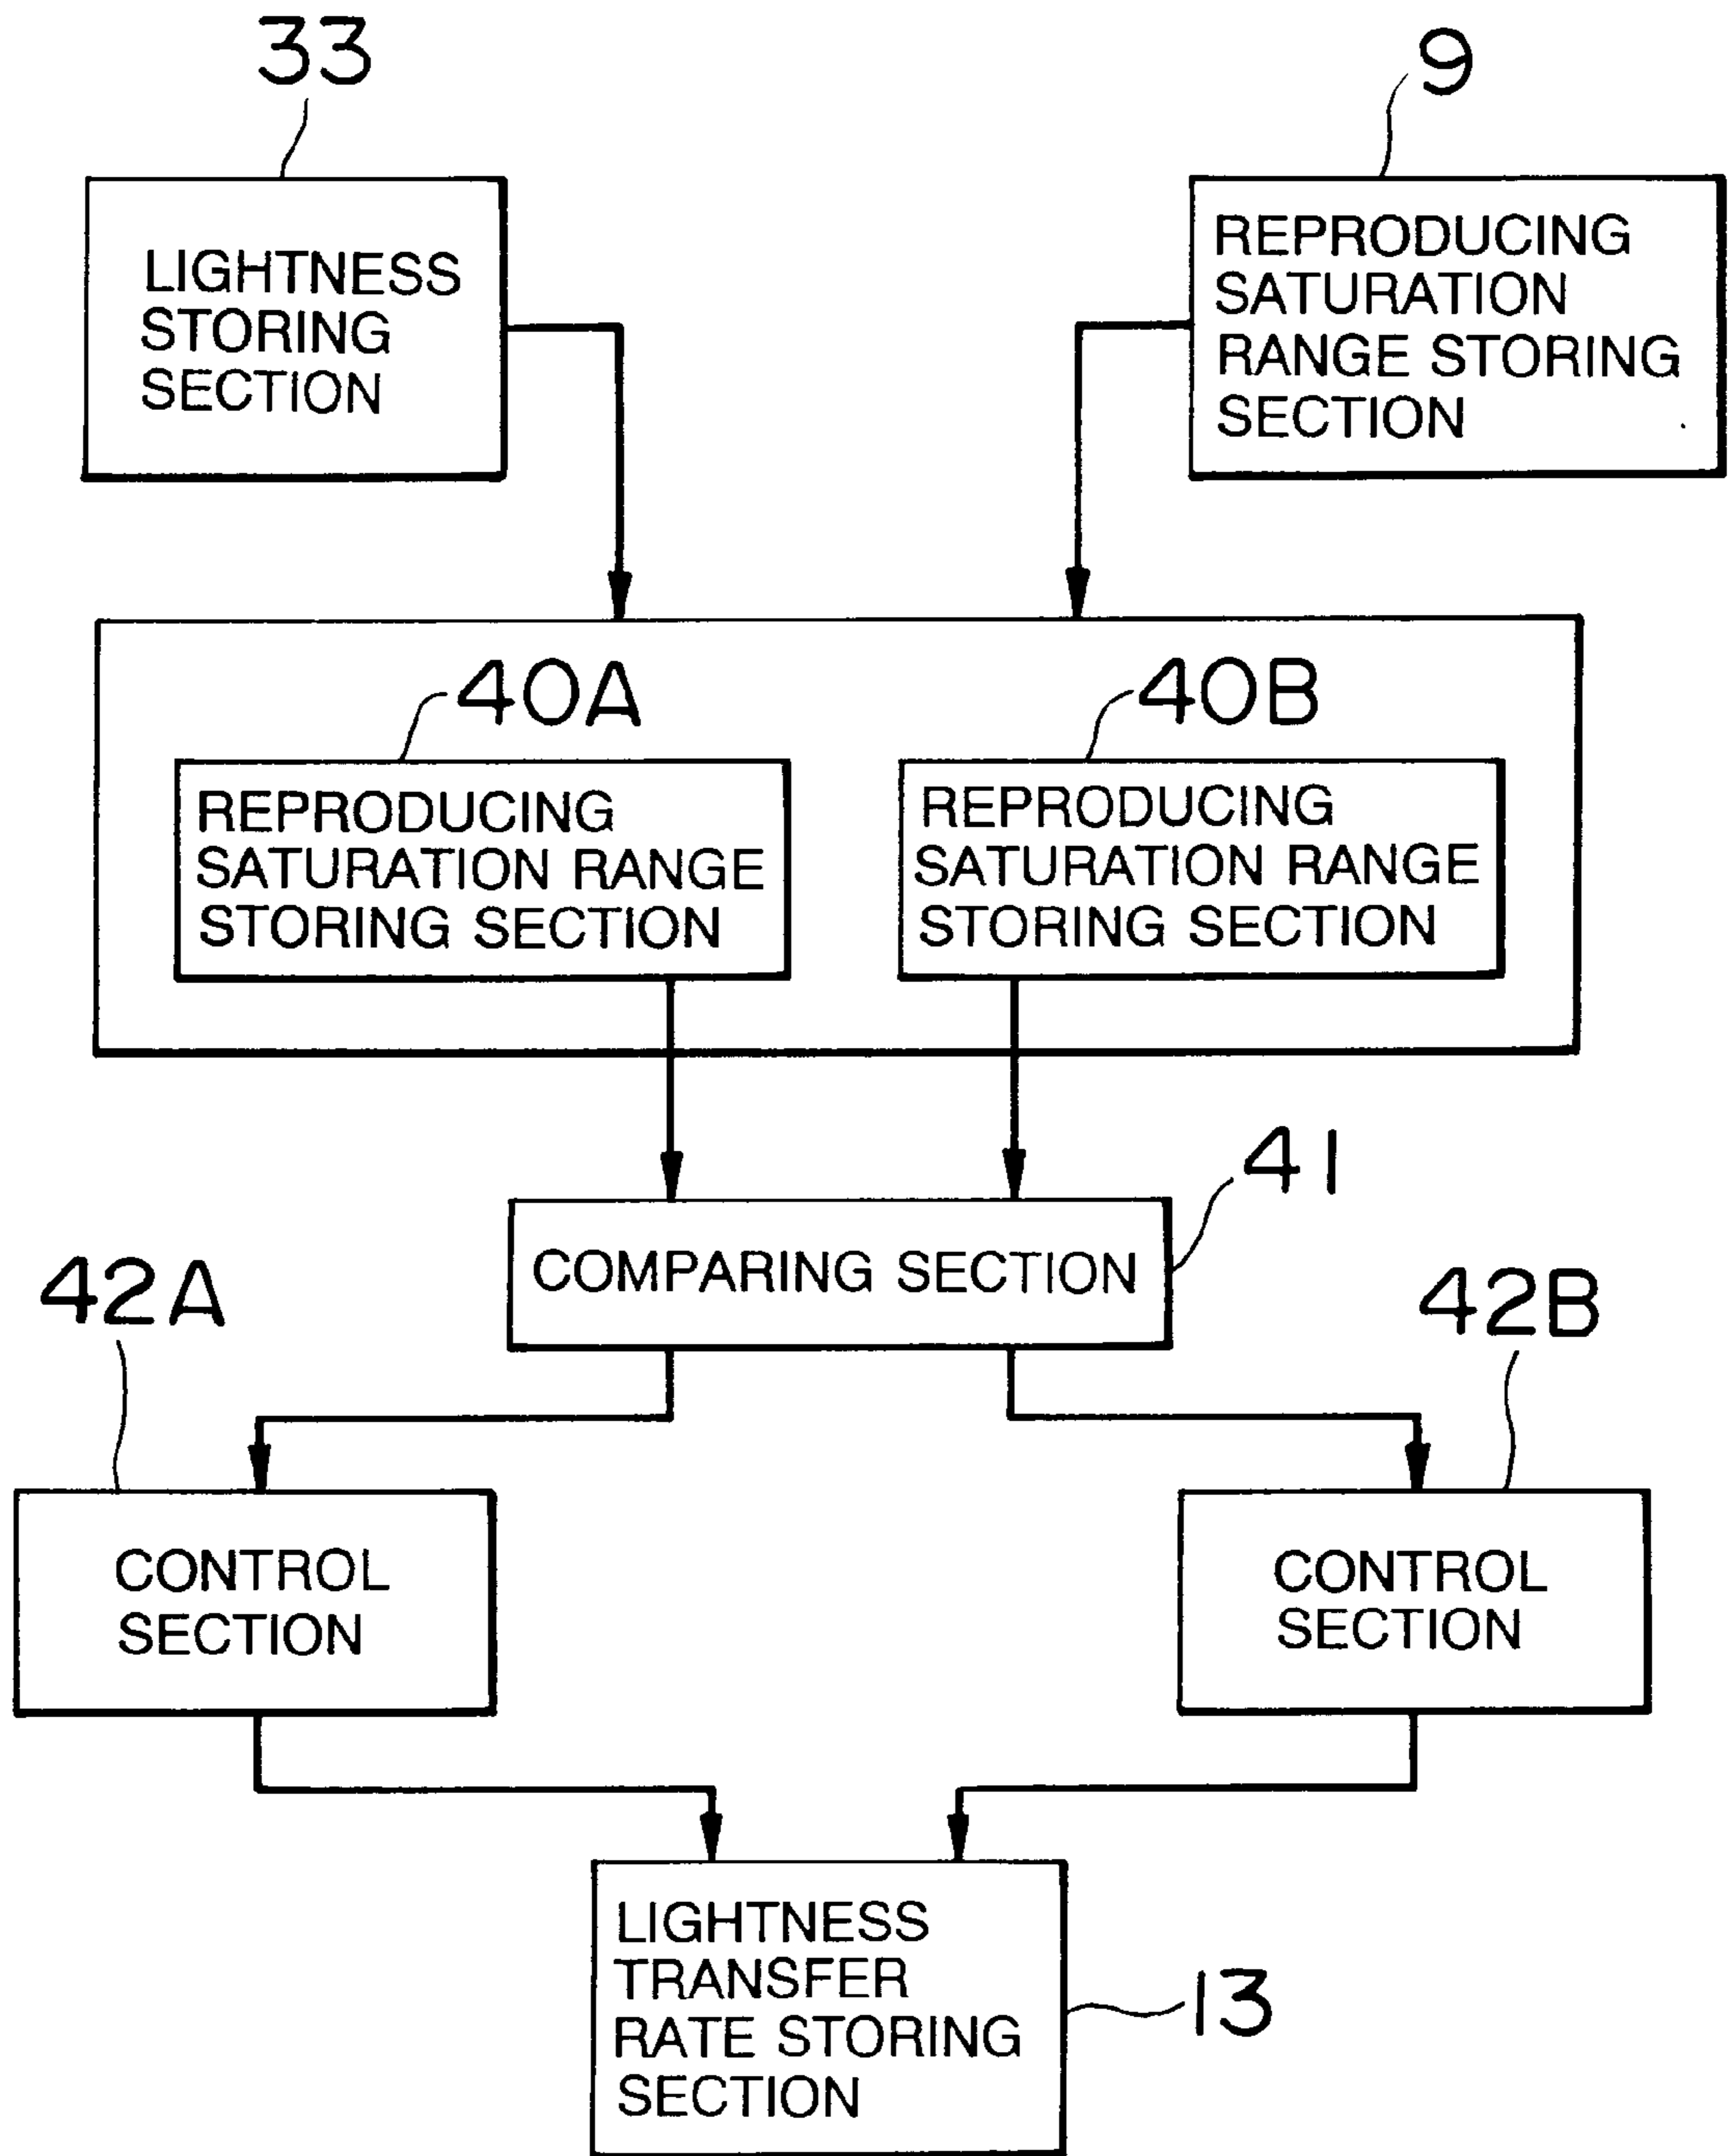 33
9
LIGHTNESS
STORING
SECTION
REPRODUCING
SATURATION
RANGE STORING
SECTION
40A
40B
REPRODUCING
SATURATION RANGE
STORING SECTION
REPRODUCING
SATURATION RANGE
STORING SECTION
41
COMPARING SECTION
42A
42B
CONTROL
SECTION
CONTROL
SECTION
LIGHTNESS
TRANSFER
RATE STORING
SECTION
13